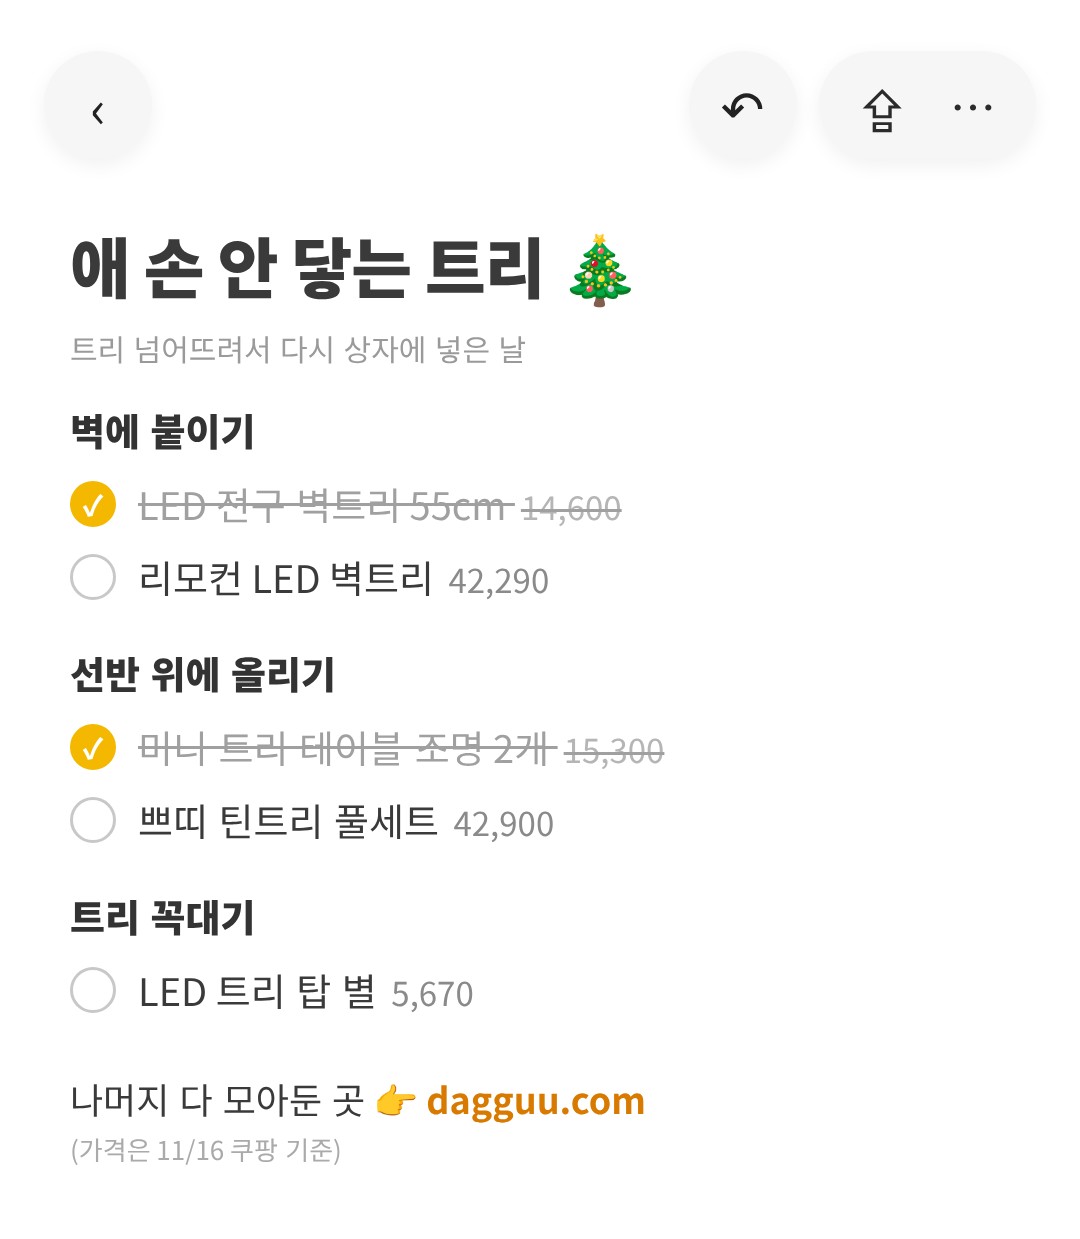 애 손 안 닿는 트리 🎄
트리 넘어뜨려서 다시 상자에 넣은 날
벽에 붙이기
LED 전구 벽트리 55cm 14,600
리모컨 LED 벽트리 42,290
선반 위에 올리기
미니 트리 테이블 조명 2개 15,300
쁘띠 틴트리 풀세트 42,900
트리 꼭대기
LED 트리 탑 별 5,670
나머지 다 모아둔 곳 👉 dagguu.com
(가격은 11/16 쿠팡 기준)